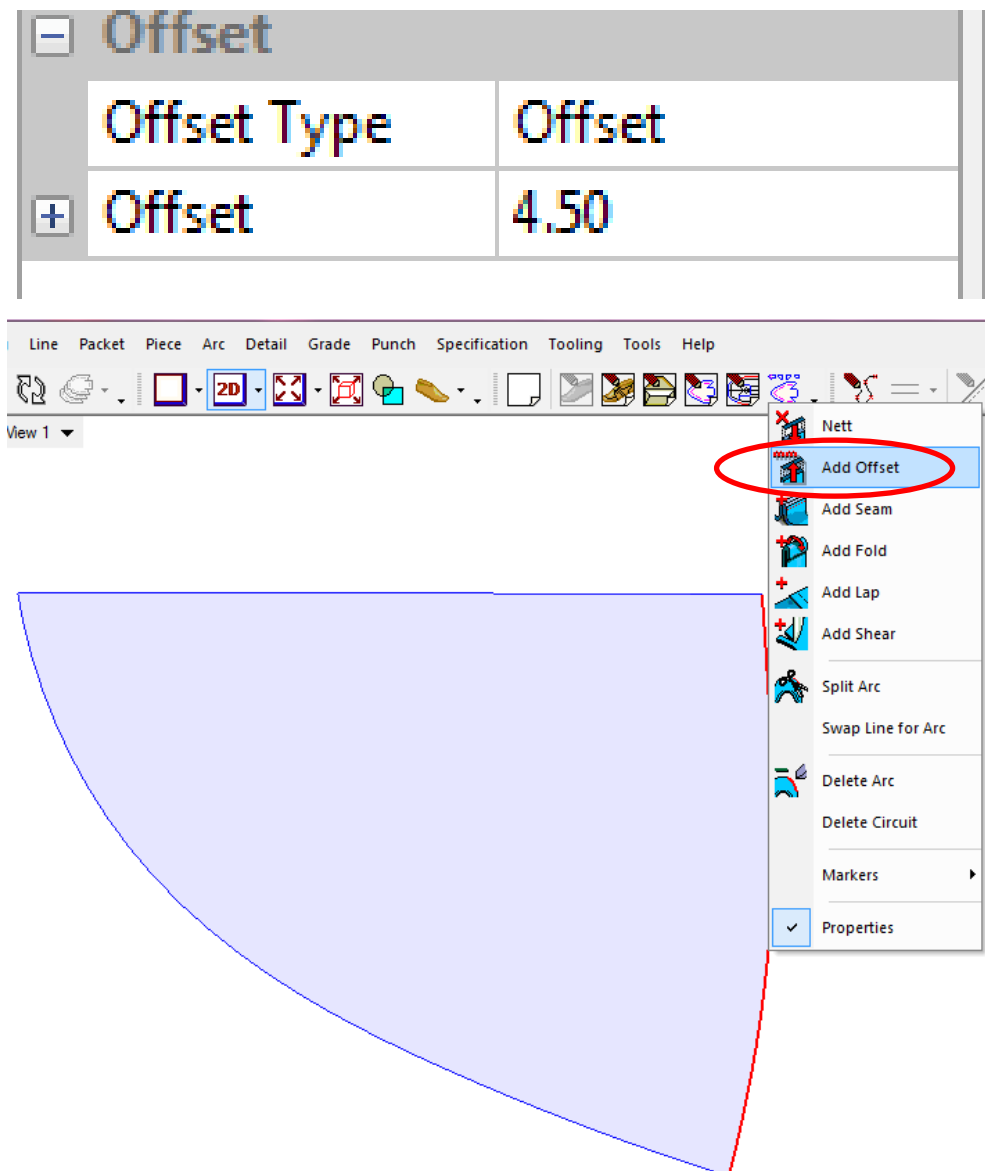 Offset
Offset Type Offset
Offset 4.50
Line Packet Piece Arc Detail Grade Punch Specification Tooling Tools Help
2D
View 1
Nett
Add Offset
Add Seam
Add Fold
Add Lap
Add Shear
Split Arc
Swap Line for Arc
Delete Arc
Delete Circuit
Markers
Properties